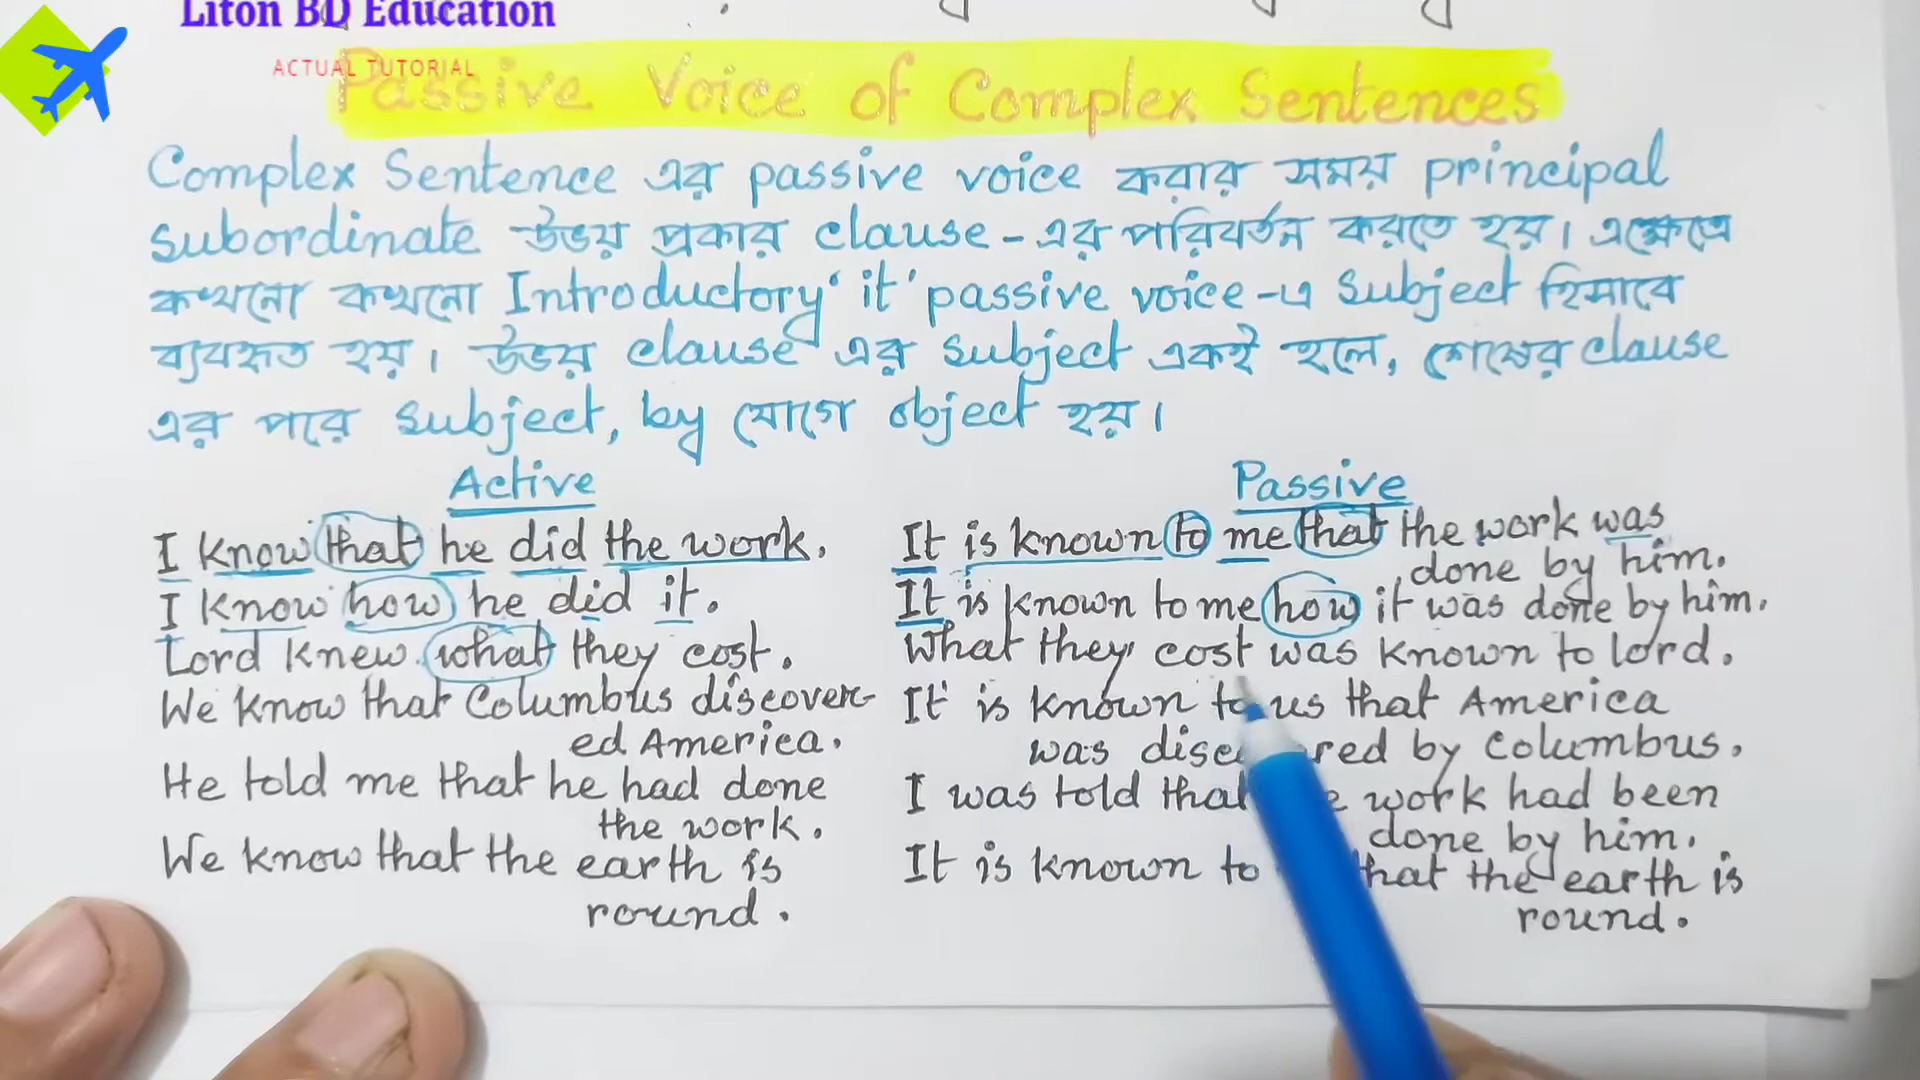 Liton BD Education
ACTUAL TUTORIAL
Passive Voice of Complex Sentences
Complex Sentence এর passive voice করার সময় principal
subordinate উভয় প্রকার clause-এর পরিবর্তন করতে হয়। এক্ষেত্রে
কখনো কখনো Introductory 'it' passive voice-এ subject হিসাবে
ব্যবহৃত হয়। উভয় clause এর subject একই হলে, শেষের clause
এর পরে subject, by যোগে object হয়।
Active
Passive
I know that he did the work.
It is known to me that the work was
done by him.
I know how he did it.
It is known to me how it was done by him.
Lord knew what they cost.
What they cost was known to lord.
We know that Columbus discover-
ed America.
It is known to us that America
was discovered by Columbus.
He told me that he had done
the work.
I was told that work had been
done by him.
We know that the earth is
round.
It is known to that the earth is
round.